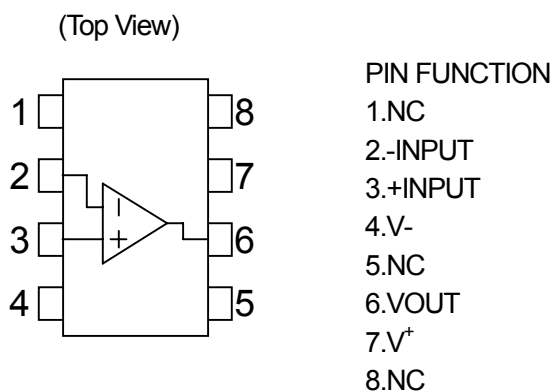 (Top View)
1
2
3
4
8
7
6
5
PIN FUNCTION
1.NC
2.-INPUT
3.+INPUT
4.V-
5.NC
6.VOUT
7.V⁺
8.NC